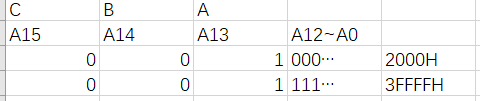 C B A
A15 A14 A13 A12~A0
0 0 1 000… 2000H
0 0 1 111… 3FFFFH